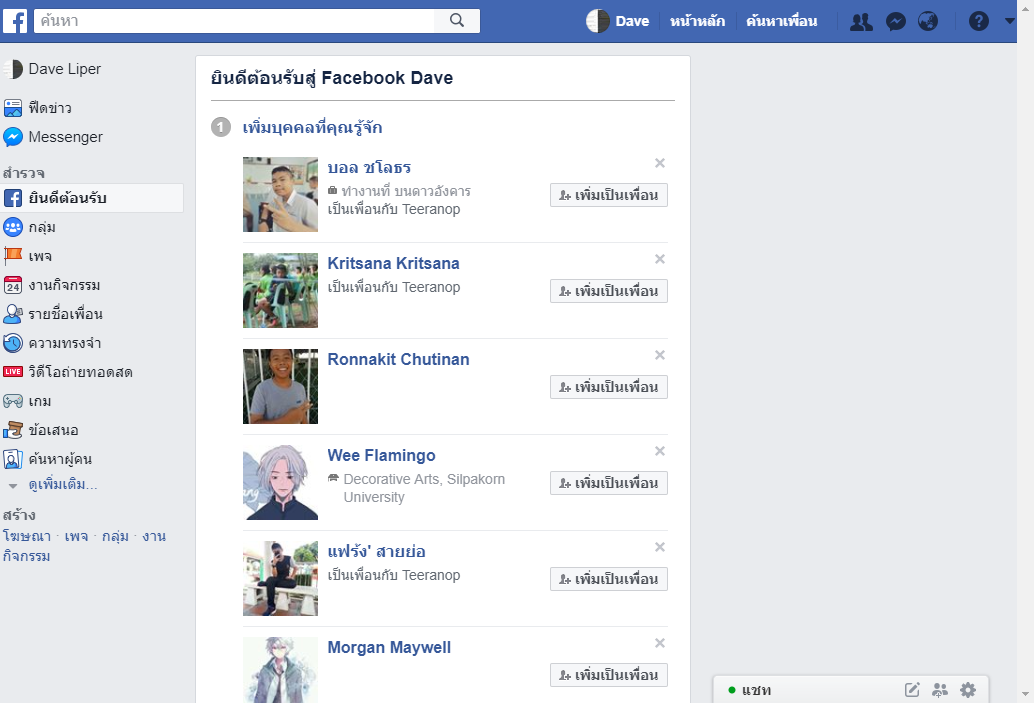 ค้นหา
Dave
หน้าหลัก
ค้นหาเพื่อน
Dave Liper
ฟีดข่าว
Messenger
สำรวจ
ยินดีต้อนรับ
กลุ่ม
เพจ
24 งานกิจกรรม
รายชื่อเพื่อน
ความทรงจำ
LIVE วิดีโอถ่ายทอดสด
เกม
ข้อเสนอ
ค้นหาผู้คน
ดูเพิ่มเติม...
สร้าง
โฆษณา · เพจ · กลุ่ม · งาน
กิจกรรม
ยินดีต้อนรับสู่ Facebook Dave
1 เพิ่มบุคคลที่คุณรู้จัก
บอล ชโลธร
ทำงานที่ บนดาวอังคาร
เป็นเพื่อนกับ Teeranop
เพิ่มเป็นเพื่อน
Kritsana Kritsana
เป็นเพื่อนกับ Teeranop
เพิ่มเป็นเพื่อน
Ronnakit Chutinan
เพิ่มเป็นเพื่อน
Wee Flamingo
Decorative Arts, Silpakorn
University
เพิ่มเป็นเพื่อน
แฟร้ง' สายย่อ
เป็นเพื่อนกับ Teeranop
เพิ่มเป็นเพื่อน
Morgan Maywell
เพิ่มเป็นเพื่อน
แชท